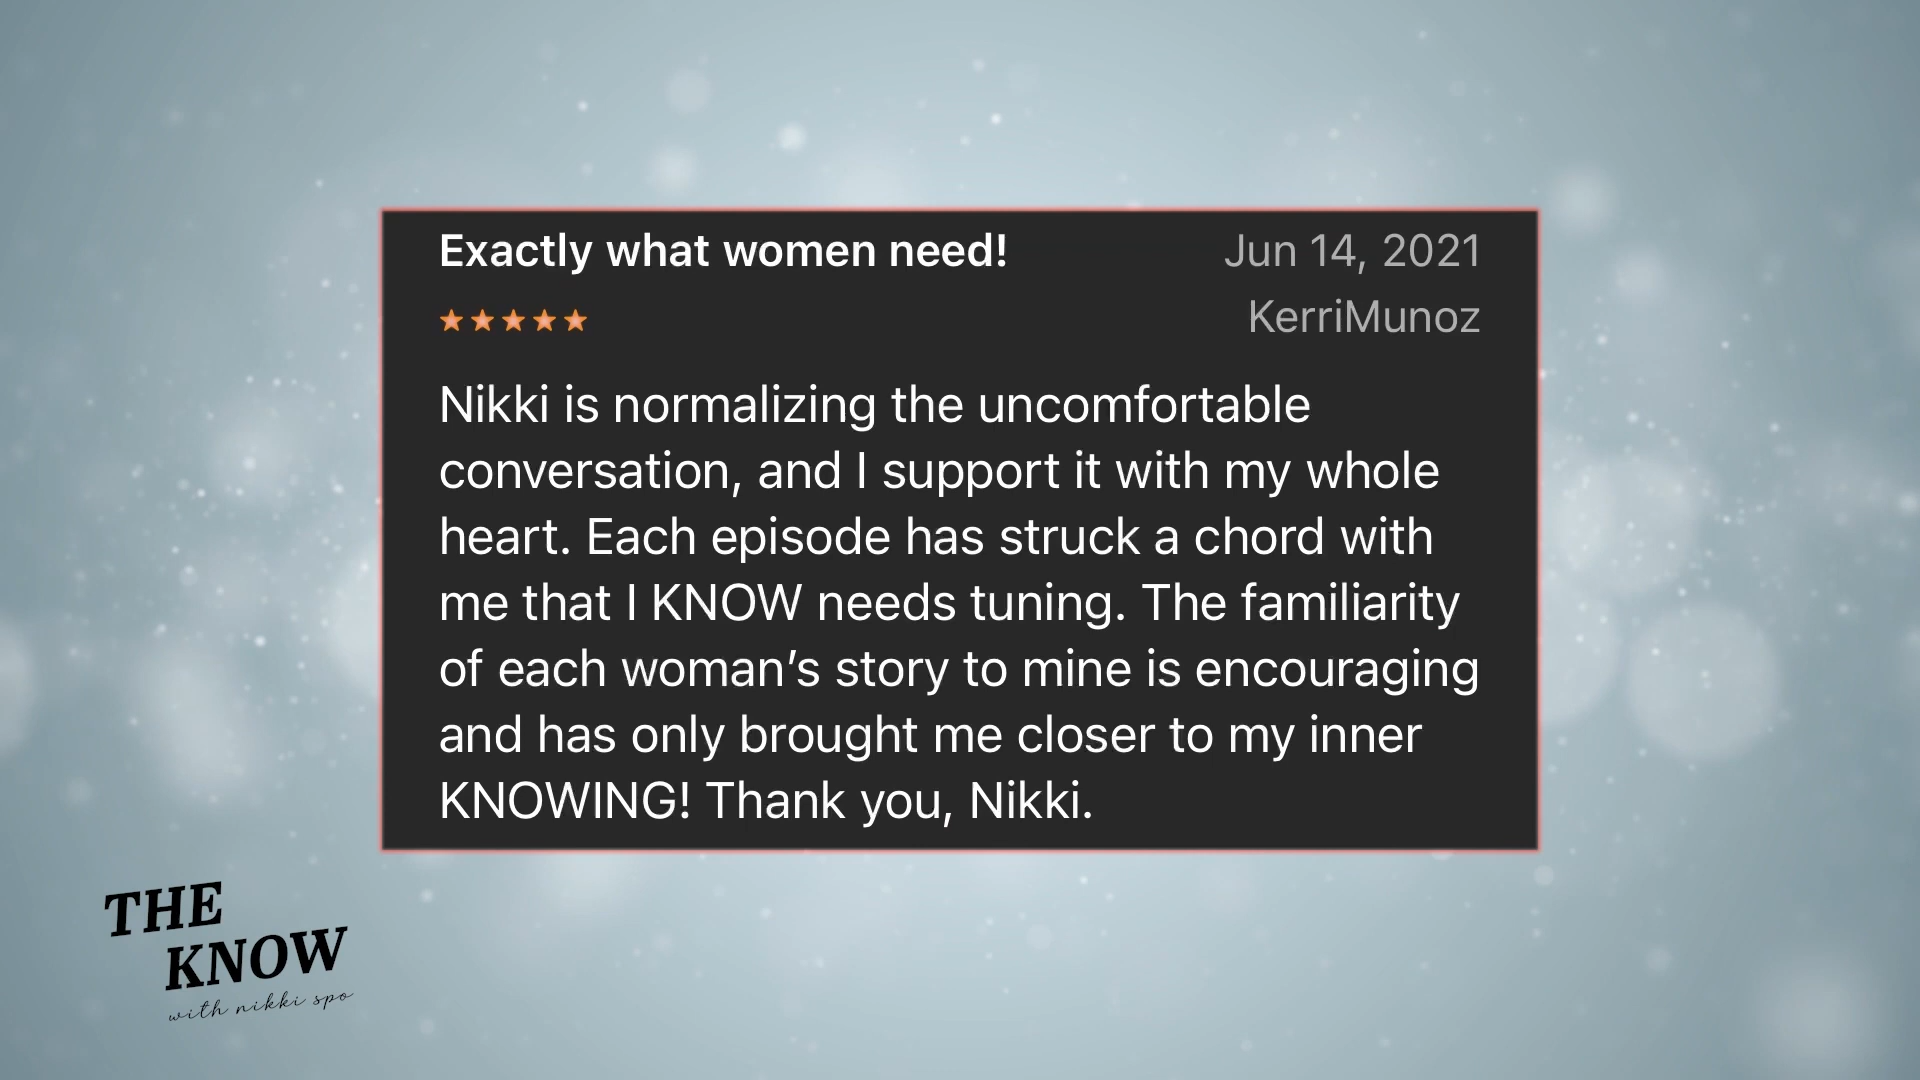 Exactly what women need!
Jun 14, 2021
★★★★★
KerriMunoz
Nikki is normalizing the uncomfortable
conversation, and I support it with my whole
heart. Each episode has struck a chord with
me that I KNOW needs tuning. The familiarity
of each woman’s story to mine is encouraging
and has only brought me closer to my inner
KNOWING! Thank you, Nikki.
THE
KNOW
with nikki spo